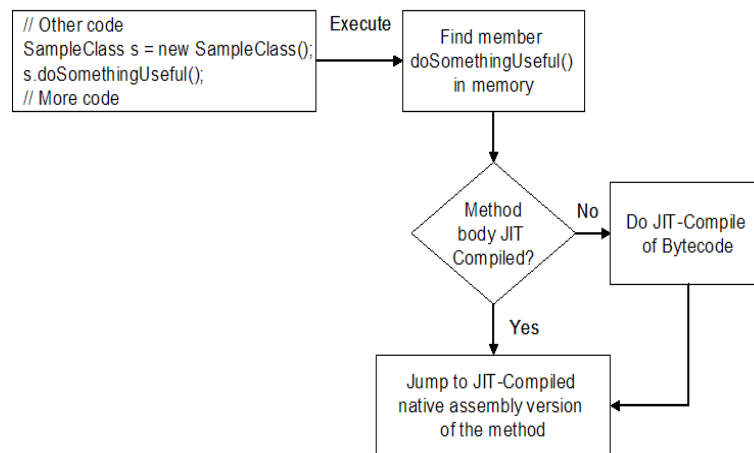 // Other code
SampleClass s = new SampleClass();
s.doSomethingUseful();
// More code
Execute
Find member
doSomethingUseful()
in memory
Method
body JIT
Compiled?
No
Do JIT-Compile
of Bytecode
Yes
Jump to JIT-Compiled
native assembly version
of the method